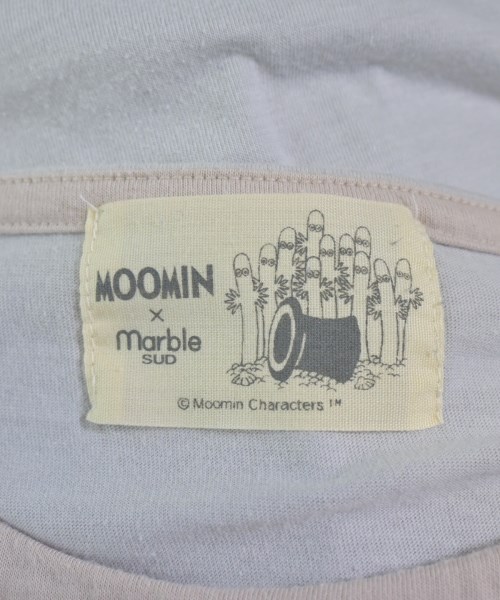 MOOMIN
×
marble
SUD
© Moomin Characters ™